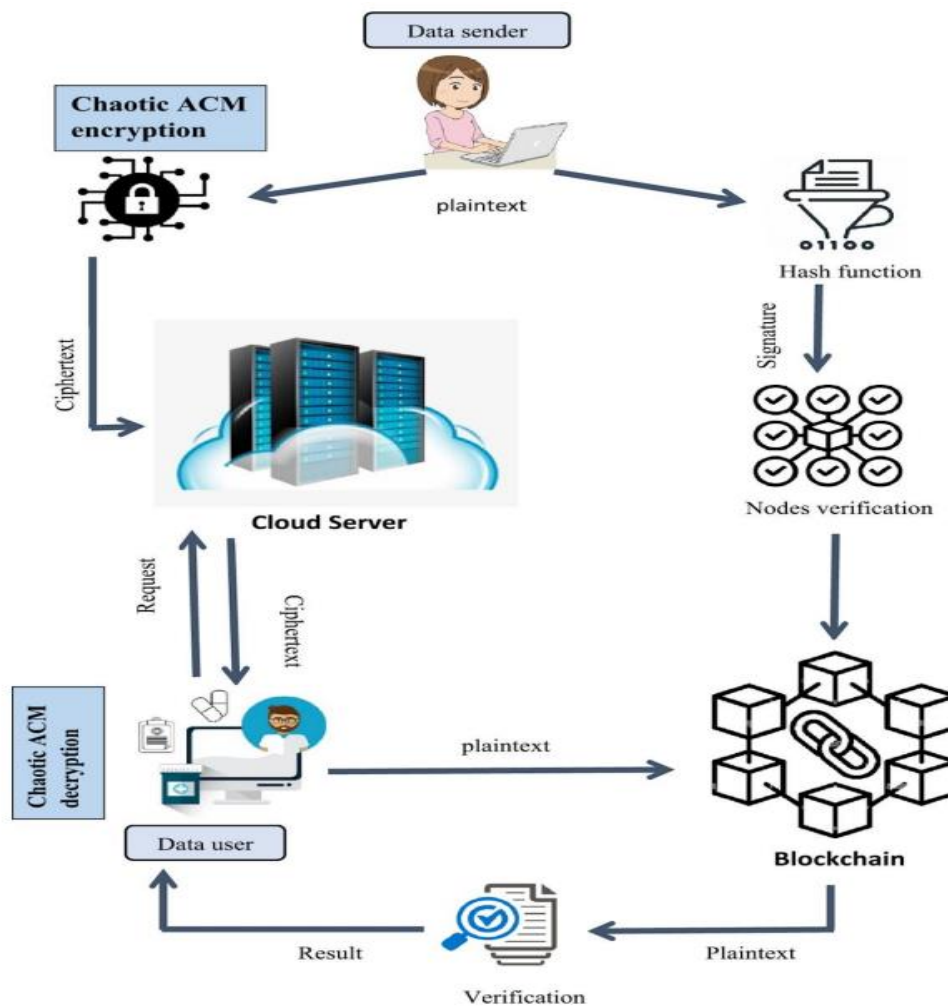 Data sender
Chaotic ACM
encryption
plaintext
01100
Hash function
Ciphertext
Signature
Cloud Server
Nodes verification
Request
Ciphertext
Chaotic ACM
decryption
plaintext
Data user
Blockchain
Result
Plaintext
Verification